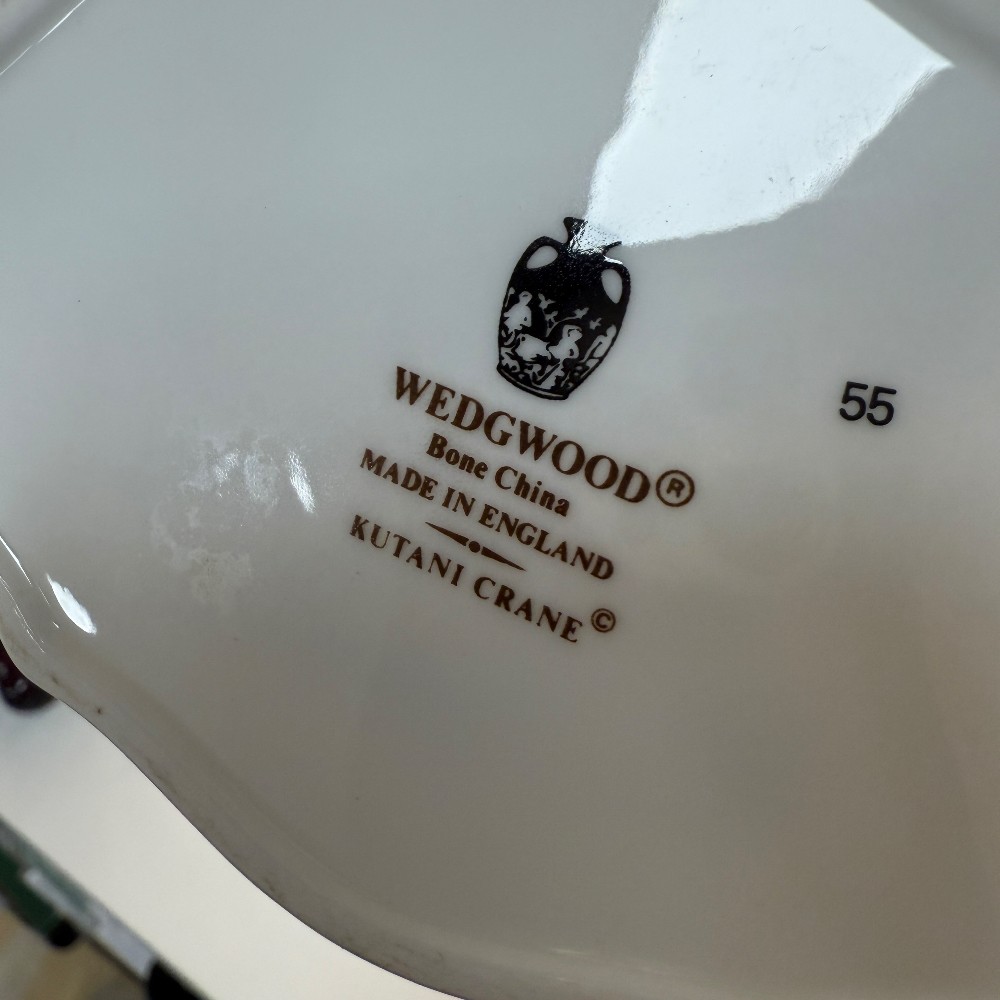 WEDGWOOD®
Bone China
MADE IN ENGLAND
KUTANI CRANE©
55